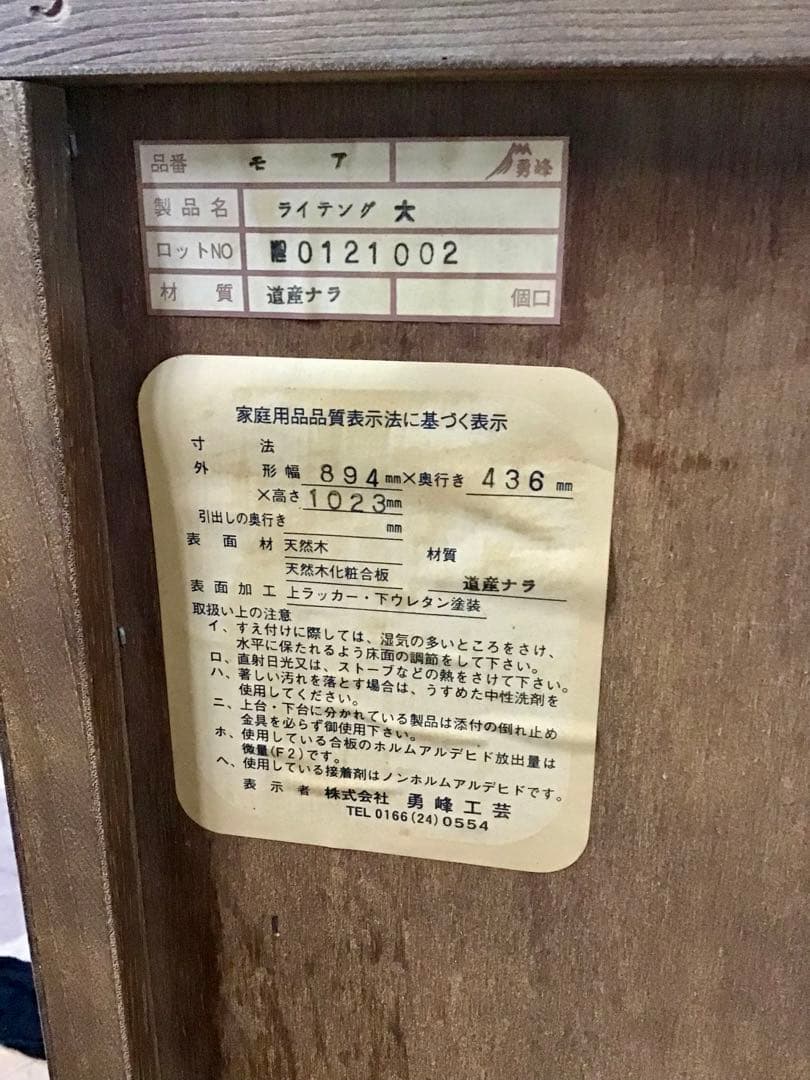 品番 モア 勇峰
製品名 ライテング 大
ロットNO 0121002
材質 道産ナラ 個口
家庭用品品質表示法に基づく表示
寸法
外形幅 894mm×奥行き 436mm
×高さ1023mm
引出しの奥行き mm
表面材 天然木 材質
天然木化粧合板 道産ナラ
表面加工 上ラッカー・下ウレタン塗装
取扱い上の注意
イ、すえ付けに際しては、湿気の多いところをさけ、
水平に保たれるよう床面の調節をして下さい。
ロ、直射日光又は、ストーブなどの熱をさけて下さい。
ハ、著しい汚れを落とす場合は、うすめた中性洗剤を
使用してください。
ニ、上台・下台に分かれている製品は添付の倒れ止め
金具を必らず御使用下さい。
ホ、使用している合板のホルムアルデヒド放出量は
微量(F2)です。
ヘ、使用している接着剤はノンホルムアルデヒドです。
表示者 株式会社 勇峰工芸
TEL 0166(24)0554